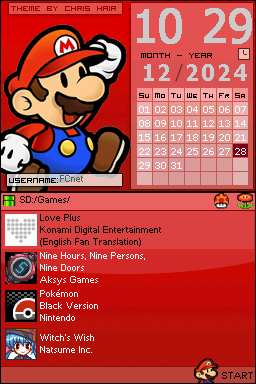 THEME BY CHRIS HAIR
10 29
MONTH - YEAR
12/2024
Su Mo Tu We Th Fr Sa
01 02 03 04 05 06 07
08 09 10 11 12 13 14
15 16 17 18 19 20 21
22 23 24 25 26 27 28
29 30 31
USERNAME: FCnet
SD:/Games/
Love Plus
Konami Digital Entertainment
(English Fan Translation)
Nine Hours, Nine Persons,
Nine Doors
Aksys Games
Pokémon
Black Version
Nintendo
Witch's Wish
Natsume Inc.
START